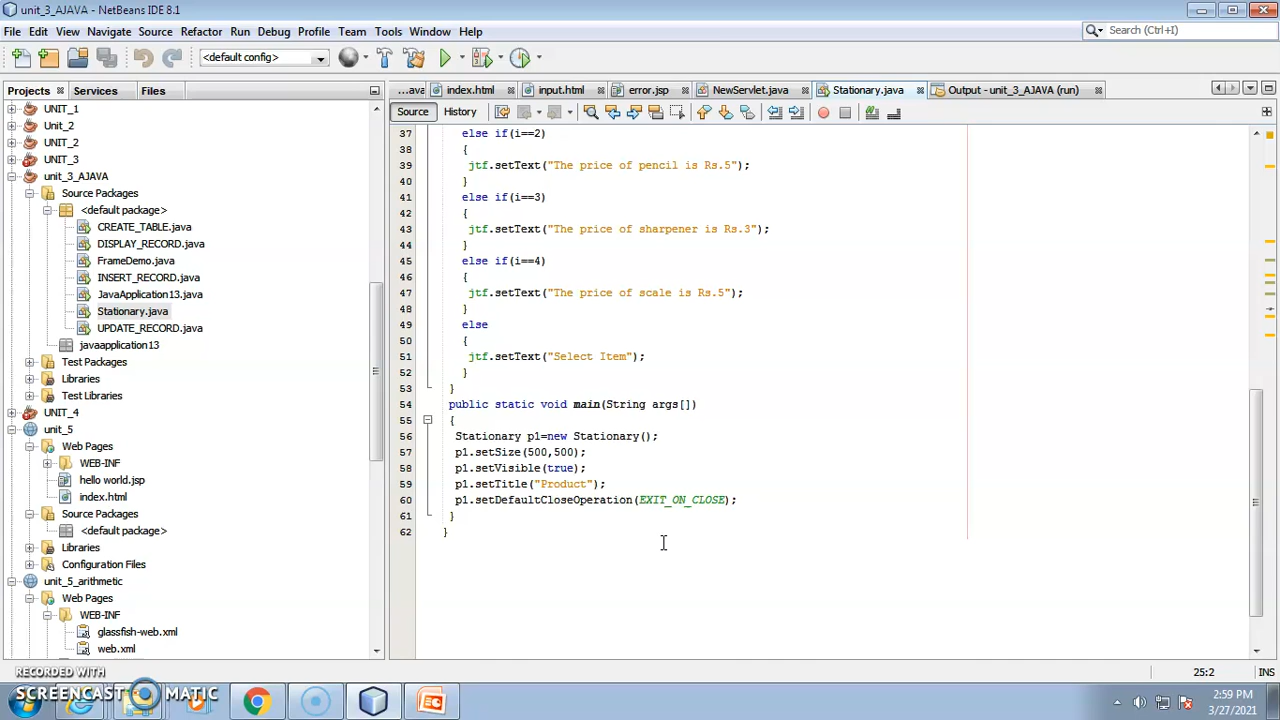 unit_3_AJAVA - NetBeans IDE 8.1
File Edit View Navigate Source Refactor Run Debug Profile Team Tools Window Help
Search (Ctrl+I)
<default config>
Projects Services Files
...ava index.html input.html error.jsp NewServlet.java Stationary.java Output - unit_3_AJAVA (run)
Source History
UNIT_1
Unit_2
UNIT_2
UNIT_3
unit_3_AJAVA
Source Packages
<default package>
CREATE_TABLE.java
DISPLAY_RECORD.java
FrameDemo.java
INSERT_RECORD.java
JavaApplication13.java
Stationary.java
UPDATE_RECORD.java
javaapplication13
Test Packages
Libraries
Test Libraries
UNIT_4
unit_5
Web Pages
WEB-INF
hello world.jsp
index.html
Source Packages
<default package>
Libraries
Configuration Files
unit_5_arithmetic
Web Pages
WEB-INF
glassfish-web.xml
web.xml
37 else if(i==2)
38 {
39 jtf.setText("The price of pencil is Rs.5");
40 }
41 else if(i==3)
42 {
43 jtf.setText("The price of sharpener is Rs.3");
44 }
45 else if(i==4)
46 {
47 jtf.setText("The price of scale is Rs.5");
48 }
49 else
50 {
51 jtf.setText("Select Item");
52 }
53 }
54 public static void main(String args[])
55 {
56 Stationary p1=new Stationary();
57 p1.setSize(500,500);
58 p1.setVisible(true);
59 p1.setTitle("Product");
60 p1.setDefaultCloseOperation(EXIT_ON_CLOSE);
61 }
62 }
25:2 INS
RECORDED WITH
SCREENCAST MATIC
2:59 PM
3/27/2021